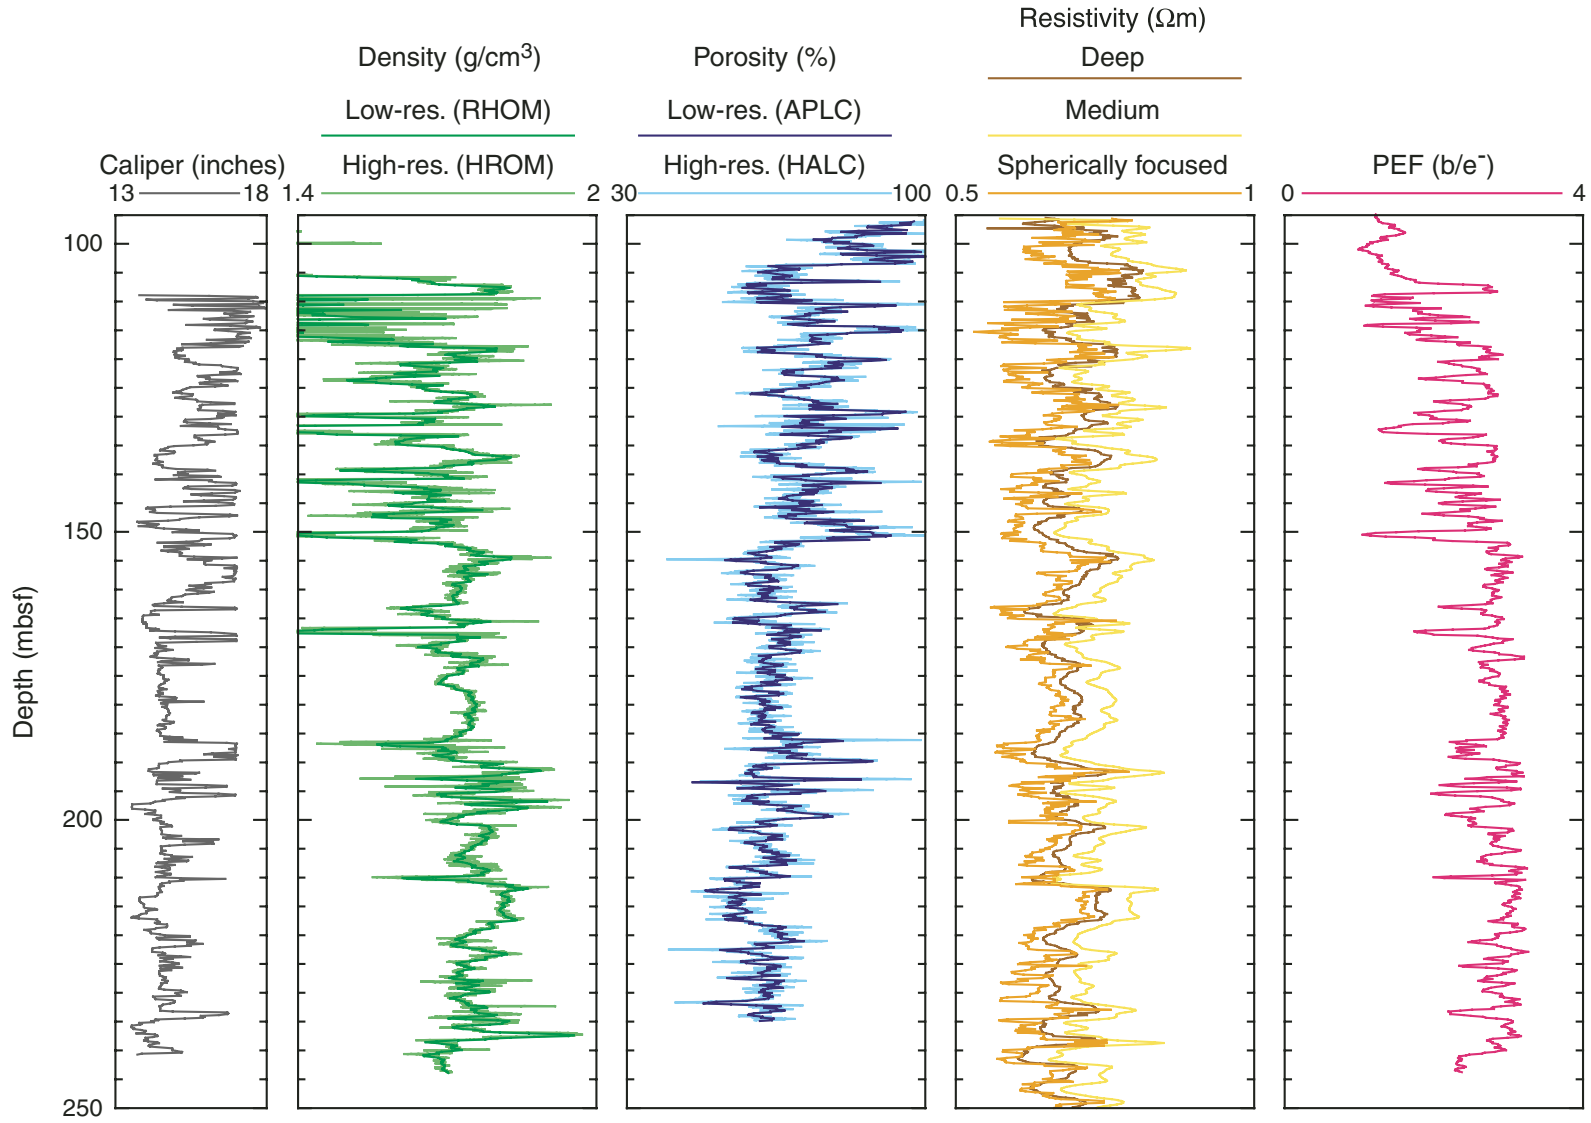 Resistivity (Ωm)
Density (g/cm³) Porosity (%) Deep
Low-res. (RHOM) Low-res. (APLC) Medium
Caliper (inches) High-res. (HROM) High-res. (HALC) Spherically focused PEF (b/e⁻)
13 18 1.4 2 30 100 0.5 1 0 4
100
150
Depth (mbsf)
200
250